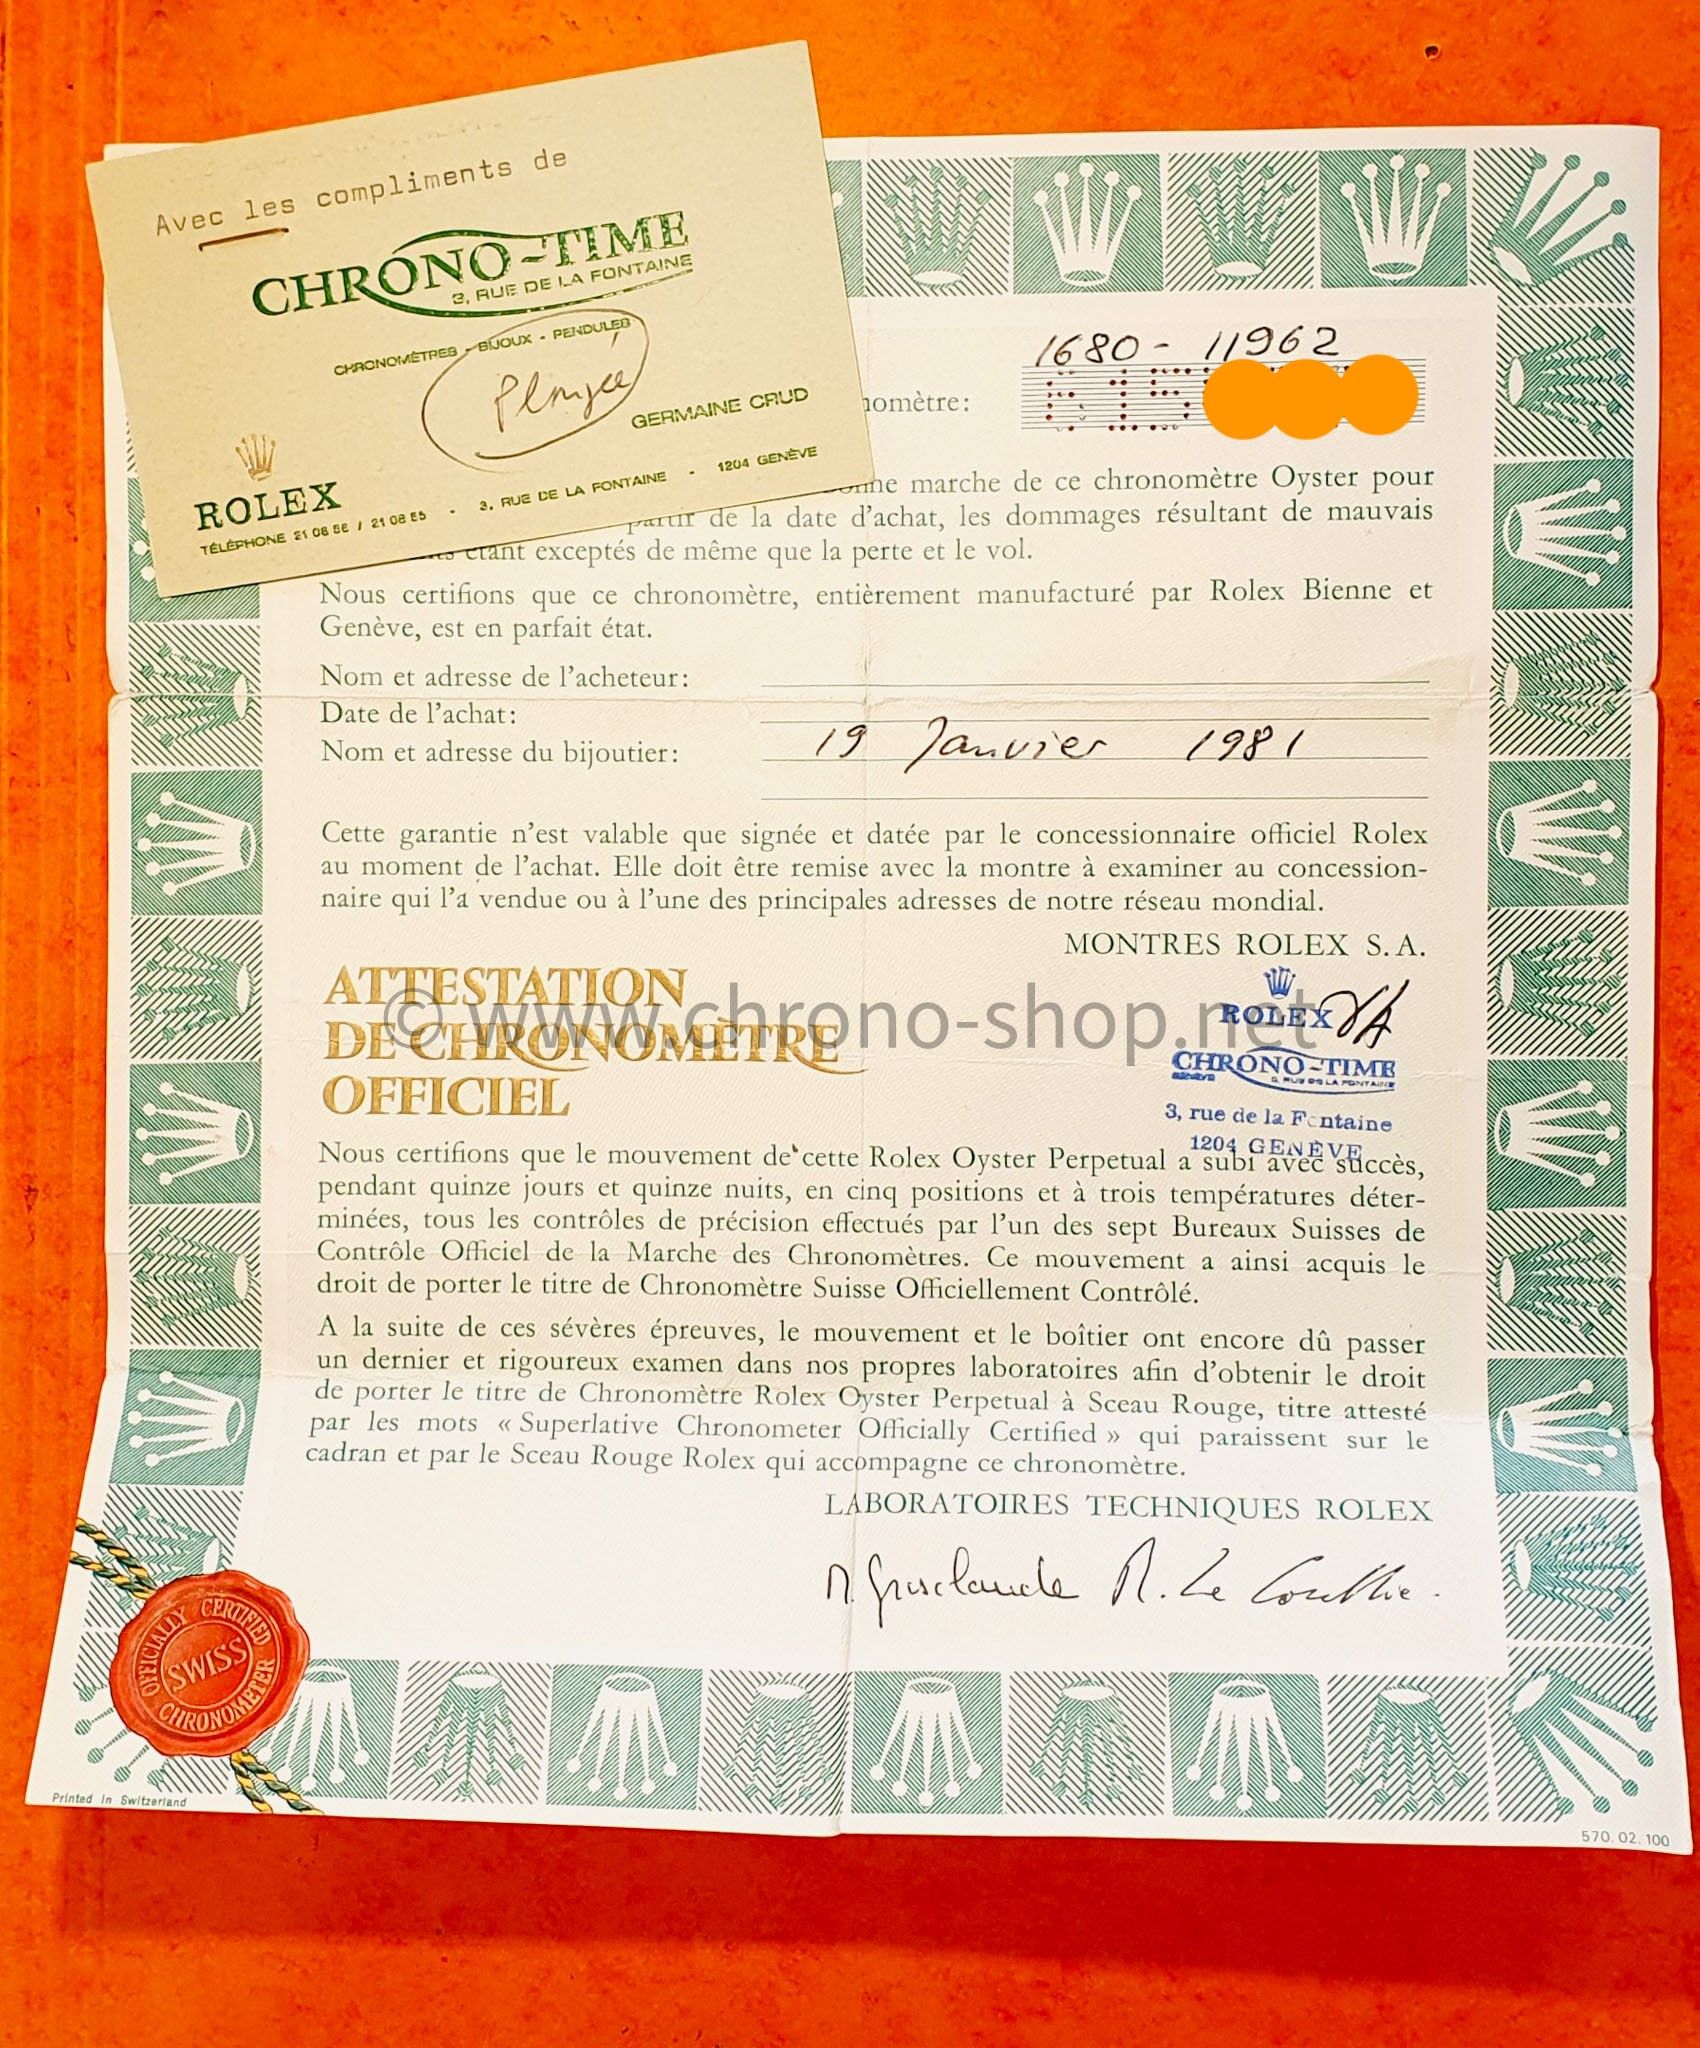 Avec les compliments de
CHRONO-TIME
3, RUE DE LA FONTAINE
CHRONOMÈTRES - BIJOUX - PENDULES
GERMAINE CRUD
ROLEX
TÉLÉPHONE 21 06 56 / 21 06 85 - 3, RUE DE LA FONTAINE - 1204 GENÈVE
1680 - 11962
nomètre:
6 15
marche de ce chronomètre Oyster pour
partir de la date d'achat, les dommages résultant de mauvais
étant exceptés de même que la perte et le vol.
Nous certifions que ce chronomètre, entièrement manufacturé par Rolex Bienne et
Genève, est en parfait état.
Nom et adresse de l'acheteur:
Date de l'achat:
19 Janvier 1981
Nom et adresse du bijoutier:
Cette garantie n'est valable que signée et datée par le concessionnaire officiel Rolex
au moment de l'achat. Elle doit être remise avec la montre à examiner au concession-
naire qui l'a vendue ou à l'une des principales adresses de notre réseau mondial.
MONTRES ROLEX S.A.
ROLEX
CHRONO-TIME
GENÈVE 3, RUE DE LA FONTAINE
3, rue de la Fontaine
1204 GENÈVE
ATTESTATION
DE CHRONOMÈTRE
OFFICIEL
© www.chrono-shop.net
Nous certifions que le mouvement de cette Rolex Oyster Perpetual a subi avec succès,
pendant quinze jours et quinze nuits, en cinq positions et à trois températures déter-
minées, tous les contrôles de précision effectués par l'un des sept Bureaux Suisses de
Contrôle Officiel de la Marche des Chronomètres. Ce mouvement a ainsi acquis le
droit de porter le titre de Chronomètre Suisse Officiellement Contrôlé.
A la suite de ces sévères épreuves, le mouvement et le boîtier ont encore dû passer
un dernier et rigoureux examen dans nos propres laboratoires afin d'obtenir le droit
de porter le titre de Chronomètre Rolex Oyster Perpetual à Sceau Rouge, titre attesté
par les mots « Superlative Chronometer Officially Certified » qui paraissent sur le
cadran et par le Sceau Rouge Rolex qui accompagne ce chronomètre.
LABORATOIRES TECHNIQUES ROLEX
OFFICIALLY CERTIFIED
SWISS
CHRONOMETER
Printed in Switzerland
570.02.100